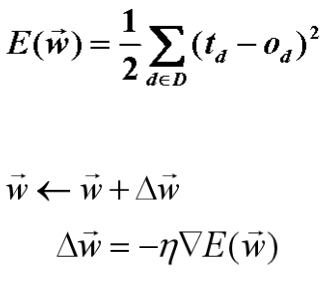 E(w⃗) = 1/2 ∑_{d∈D} (t_d − o_d)²
w⃗ ← w⃗ + Δw⃗
Δw⃗ = −η∇E(w⃗)